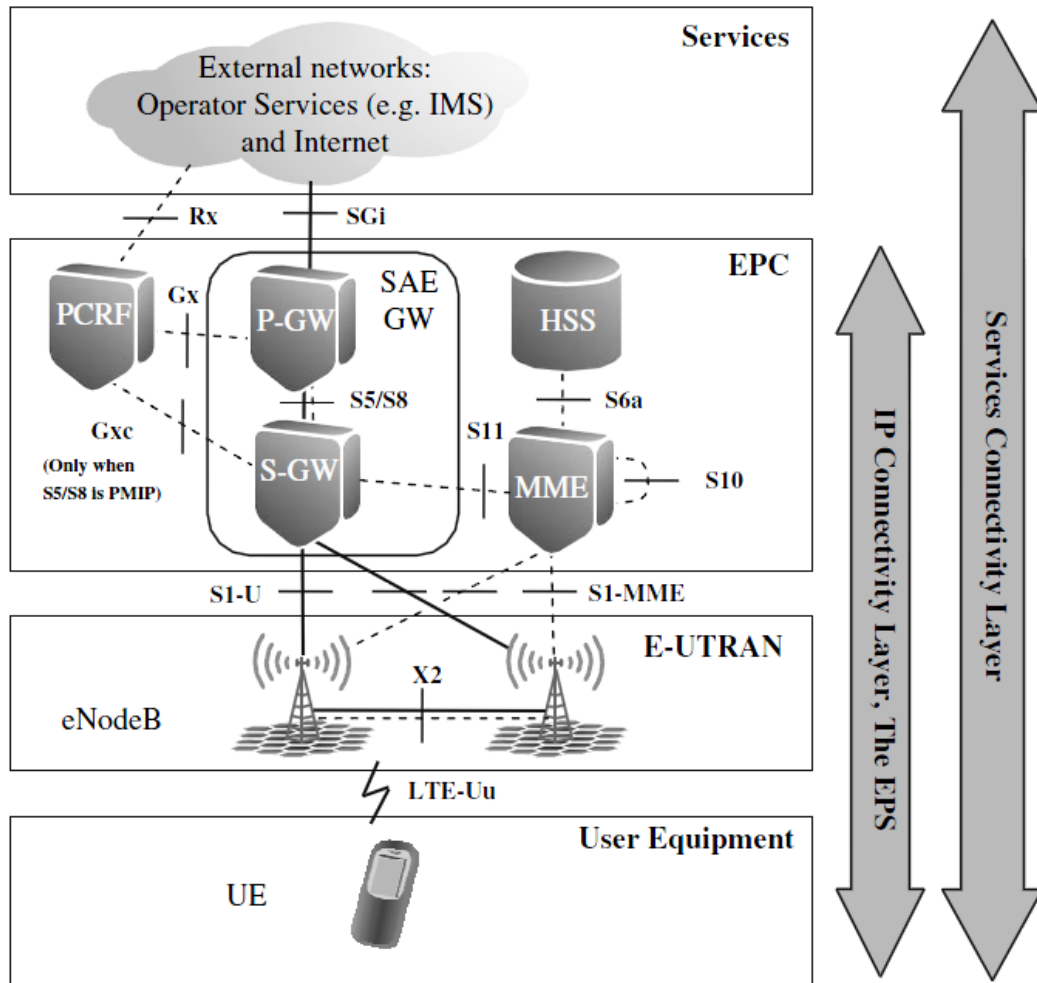 Services
External networks:
Operator Services (e.g. IMS)
and Internet
Rx
SGi
EPC
SAE
GW
PCRF
Gx
P-GW
HSS
S5/S8
S6a
Gxc
(Only when
S5/S8 is PMIP)
S-GW
S11
MME
S10
S1-U
S1-MME
E-UTRAN
X2
eNodeB
LTE-Uu
User Equipment
UE
IP Connectivity Layer, The EPS
Services Connectivity Layer